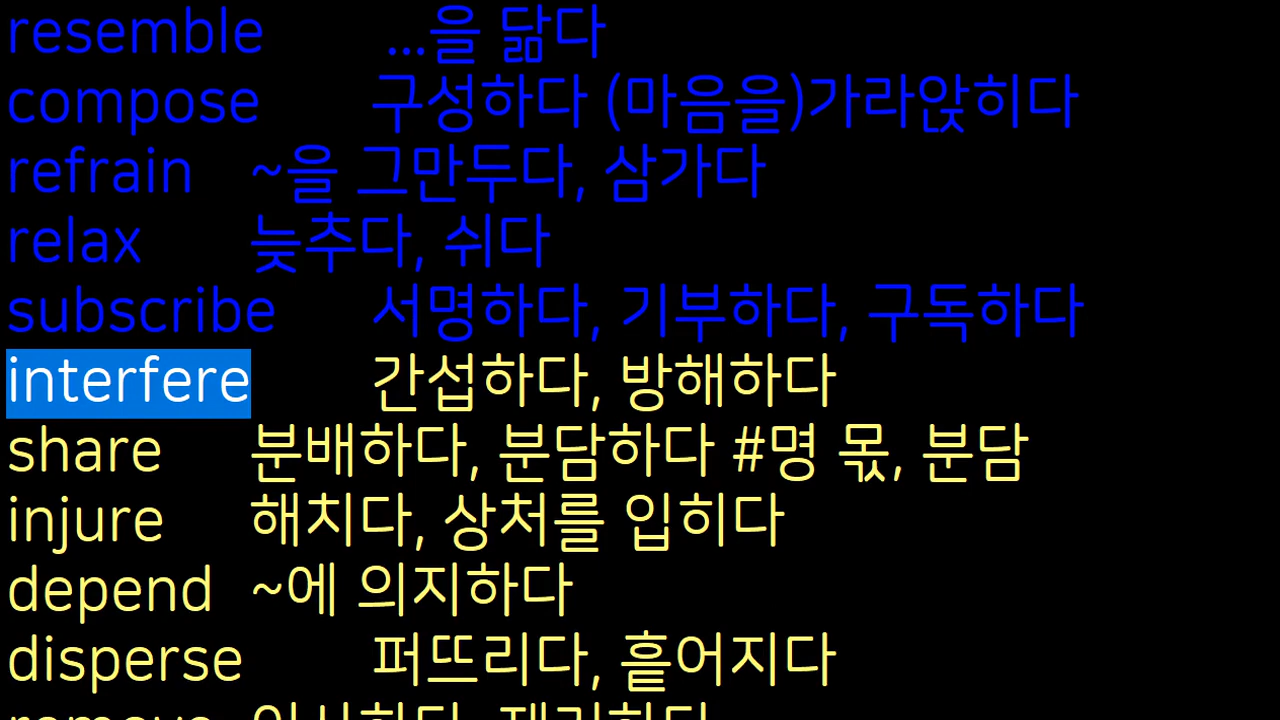 resemble ...을 닮다
compose 구성하다 (마음을)가라앉히다
refrain ~을 그만두다, 삼가다
relax 늦추다, 쉬다
subscribe 서명하다, 기부하다, 구독하다
interfere 간섭하다, 방해하다
share 분배하다, 분담하다 #명 몫, 분담
injure 해치다, 상처를 입히다
depend ~에 의지하다
disperse 퍼뜨리다, 흩어지다